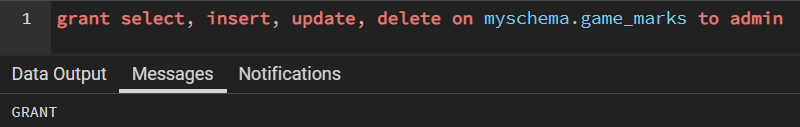 1 grant select, insert, update, delete on myschema.game_marks to admin
Data Output Messages Notifications
GRANT